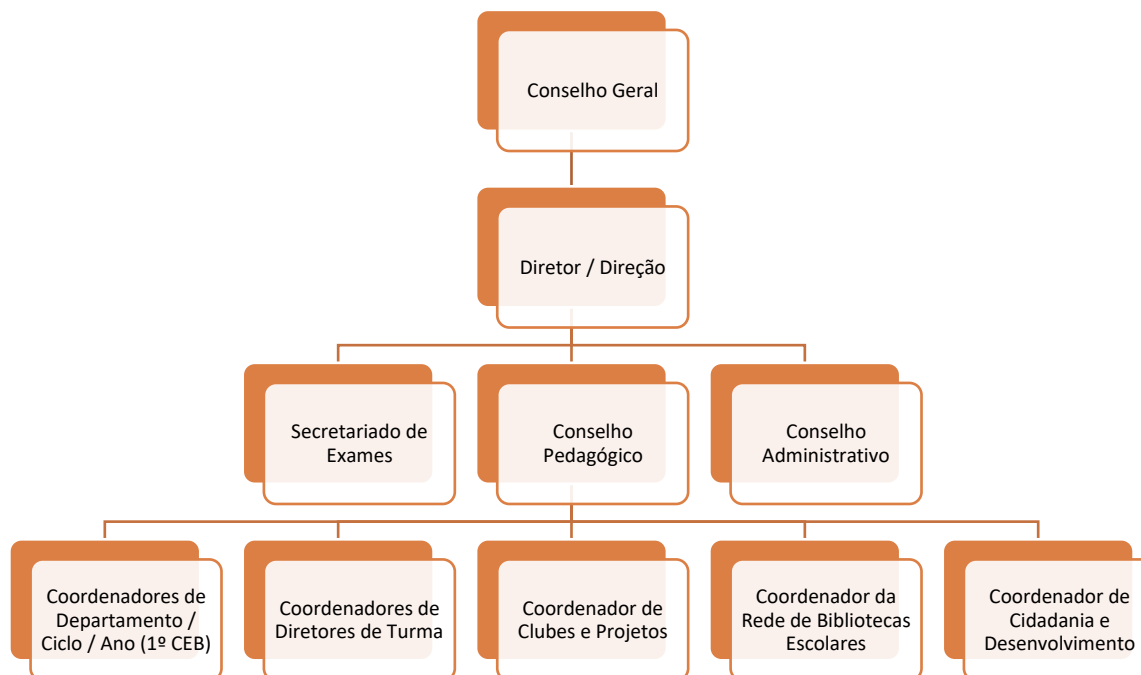 Conselho Geral
Diretor / Direção
Secretariado de
Exames
Conselho
Pedagógico
Conselho
Administrativo
Coordenadores de
Departamento /
Ciclo / Ano (1º CEB)
Coordenadores de
Diretores de Turma
Coordenador de
Clubes e Projetos
Coordenador da
Rede de Bibliotecas
Escolares
Coordenador de
Cidadania e
Desenvolvimento